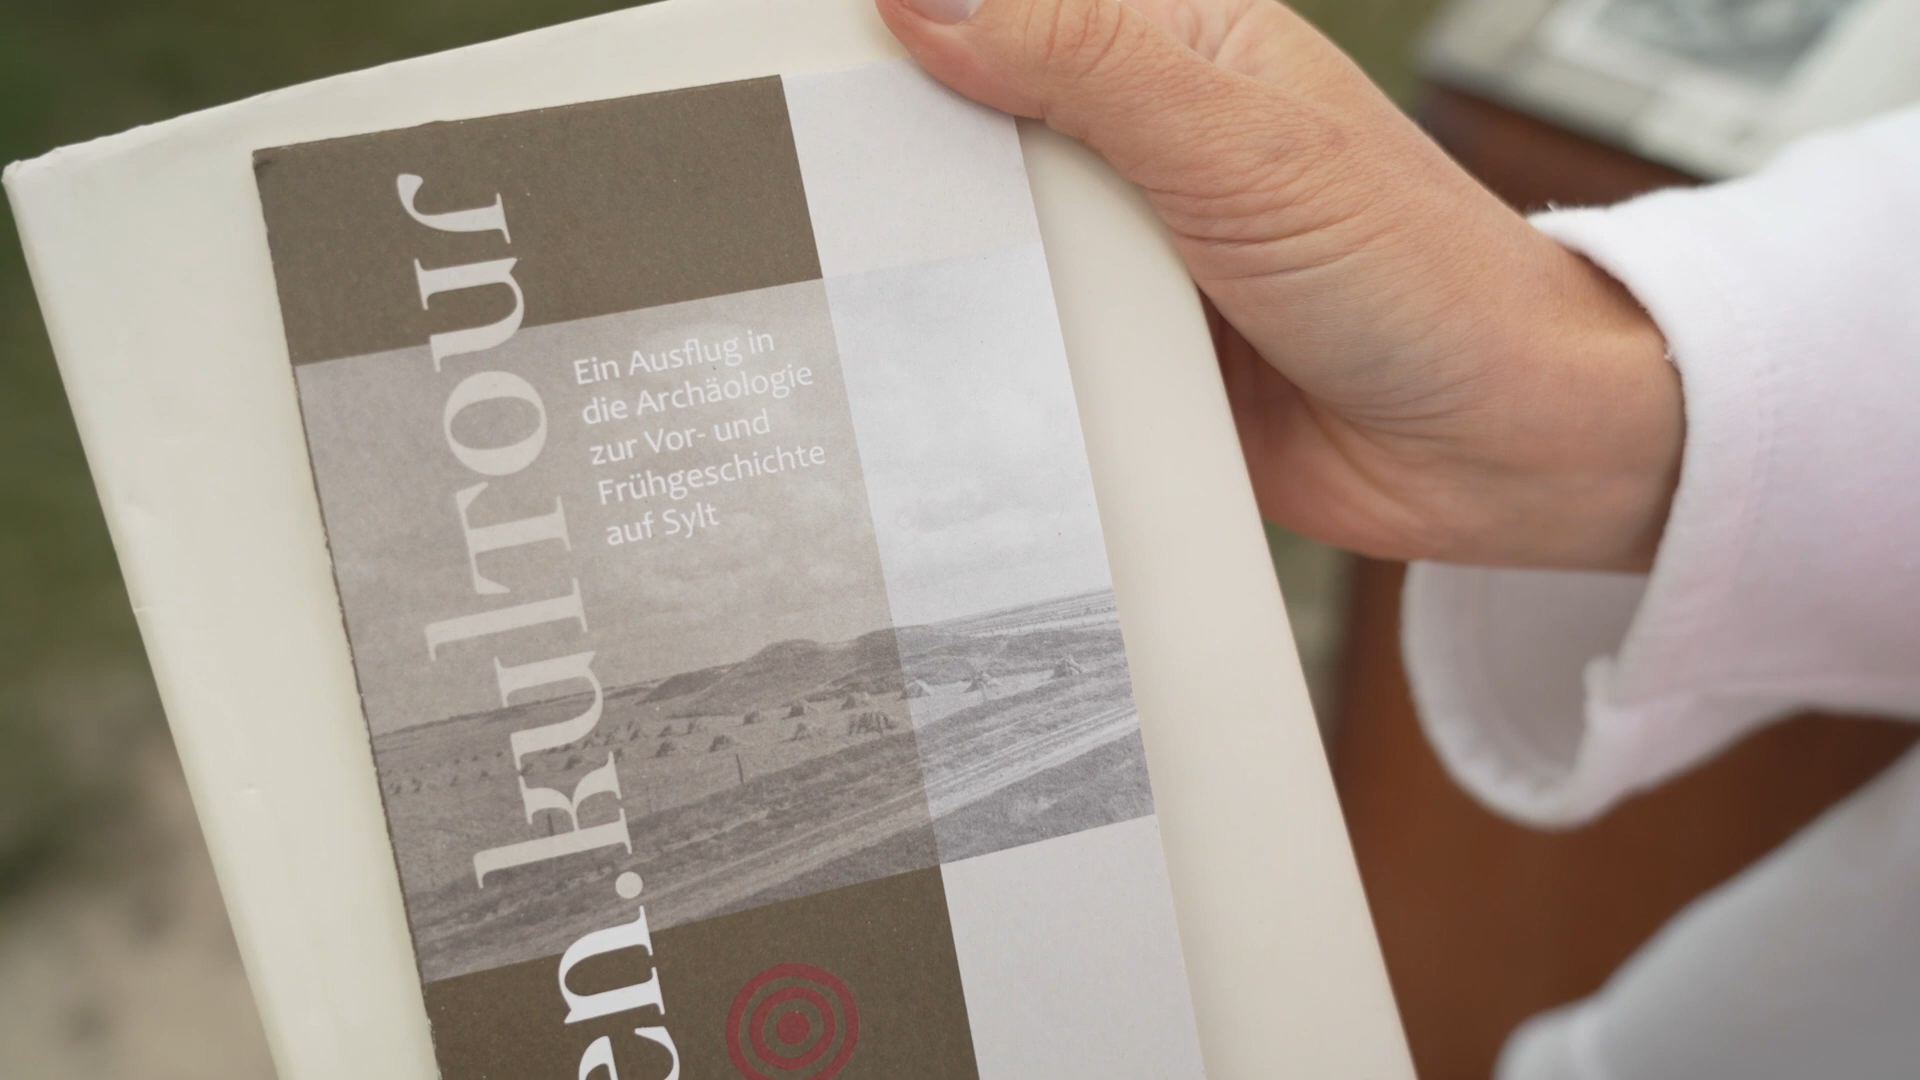 en.kulTour
Ein Ausflug in
die Archäologie
zur Vor- und
Frühgeschichte
auf Sylt